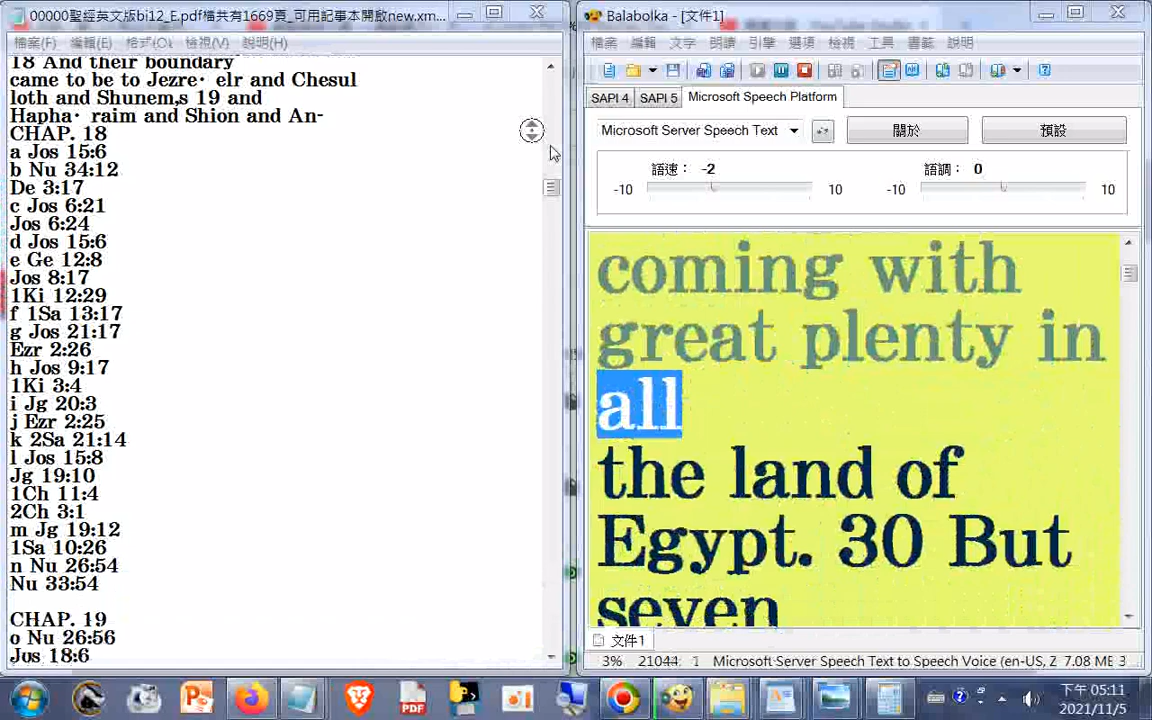 00000聖經英文版bi12_E.pdf檔共有1669頁_可用記事本開啟new.xm...
檔案(F) 編輯(E) 格式(O) 檢視(V) 說明(H)
18 And their boundary
came to be to Jezre· elr and Chesul
loth and Shunem,s 19 and
Hapha· raim and Shion and An-
CHAP. 18
a Jos 15:6
b Nu 34:12
De 3:17
c Jos 6:21
Jos 6:24
d Jos 15:6
e Ge 12:8
Jos 8:17
1Ki 12:29
f 1Sa 13:17
g Jos 21:17
Ezr 2:26
h Jos 9:17
1Ki 3:4
i Jg 20:3
j Ezr 2:25
k 2Sa 21:14
l Jos 15:8
Jg 19:10
1Ch 11:4
2Ch 3:1
m Jg 19:12
1Sa 10:26
n Nu 26:54
Nu 33:54
CHAP. 19
o Nu 26:56
Jos 18:6
Balabolka - [文件1]
檔案 編輯 文字 朗讀 引擎 選項 檢視 工具 書籤 說明
SAPI 4 SAPI 5 Microsoft Speech Platform
Microsoft Server Speech Text 關於 預設
語速： -2 語調： 0
-10 10 -10 10
coming with
great plenty in
all
the land of
Egypt. 30 But
seven
文件1
3% 21044: 1 Microsoft Server Speech Text to Speech Voice (en-US, Z 7.08 ME 3
PDF
下午 05:11
2021/11/5